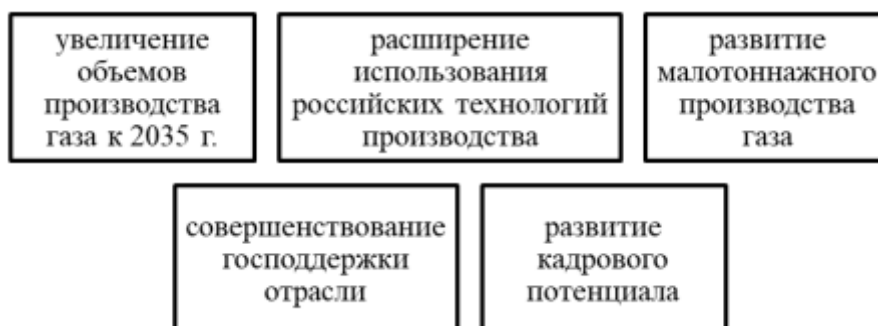 увеличение
объемов
производства
газа к 2035 г.
расширение
использования
российских технологий
производства
развитие
малотоннажного
производства
газа
совершенствование
господдержки
отрасли
развитие
кадрового
потенциала